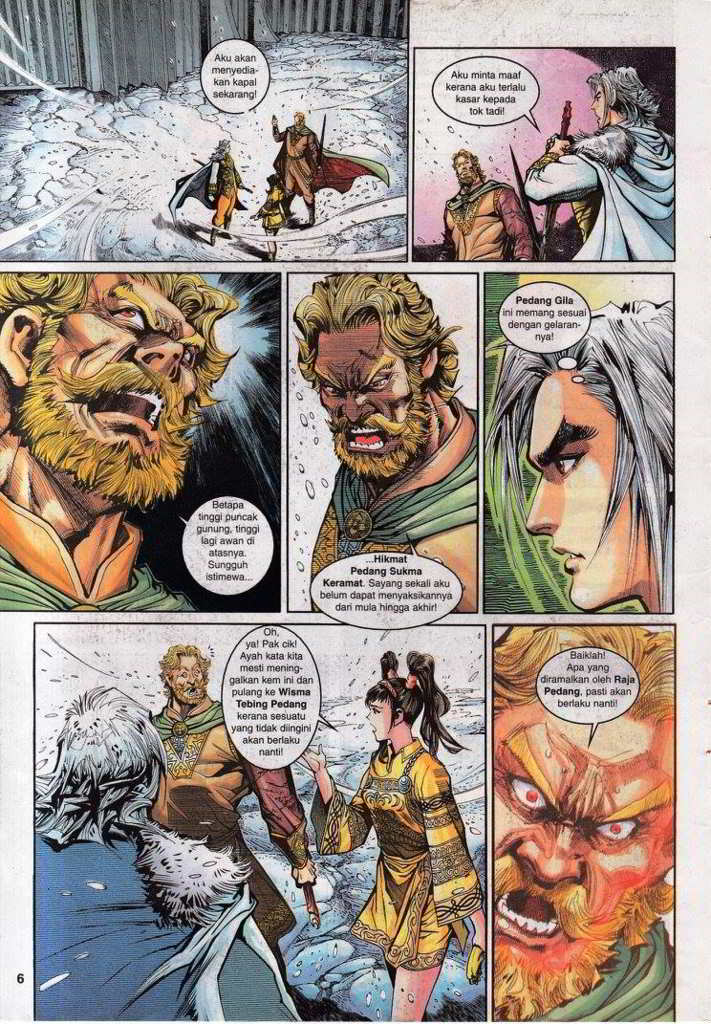 Aku akan
menyedia-
kan kapal
sekarang!
Aku minta maaf
kerana aku terlalu
kasar kepada
tok tadi!
Betapa
tinggi puncak
gunung, tinggi
lagi awan di
atasnya.
Sungguh
istimewa...
...Hikmat
Pedang Sukma
Keramat. Sayang sekali aku
belum dapat menyaksikannya
dari mula hingga akhir!
Pedang Gila
ini memang sesuai
dengan gelaran-
nya!
Oh,
ya! Pak cik!
Ayah kata kita
mesti mening-
galkan kem ini dan
pulang ke Wisma
Tebing Pedang
kerana sesuatu
yang tidak diingini
akan berlaku
nanti!
Baiklah!
Apa yang
diramalkan oleh Raja
Pedang, pasti akan
berlaku nanti!
6